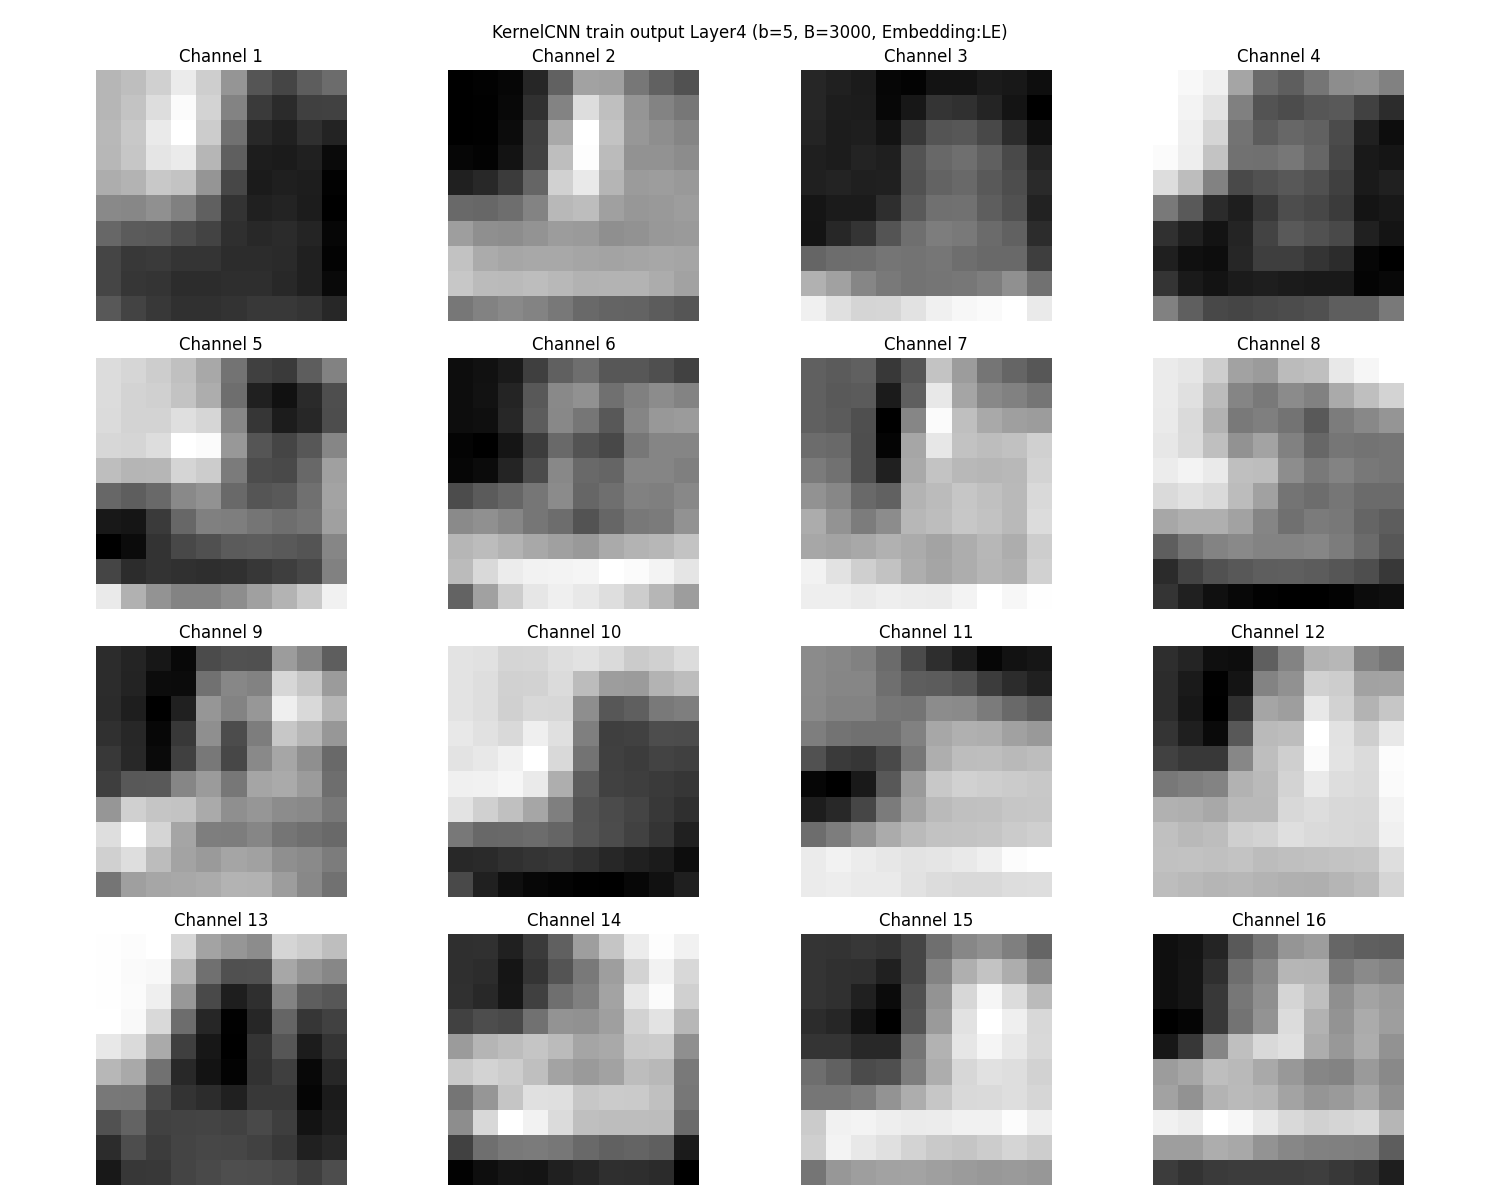 KernelCNN train output Layer4 (b=5, B=3000, Embedding:LE)
Channel 1
Channel 2
Channel 3
Channel 4
Channel 5
Channel 6
Channel 7
Channel 8
Channel 9
Channel 10
Channel 11
Channel 12
Channel 13
Channel 14
Channel 15
Channel 16